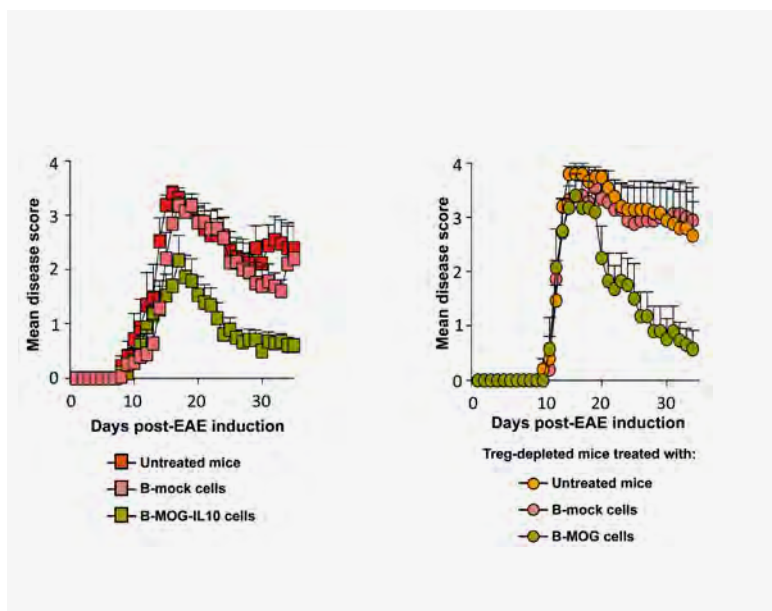 4
3
2
1
0
Mean disease score
0 10 20 30
Days post-EAE induction
Untreated mice
B-mock cells
B-MOG-IL10 cells
4
3
2
1
0
Mean disease score
0 10 20 30
Days post-EAE induction
Treg-depleted mice treated with:
Untreated mice
B-mock cells
B-MOG cells